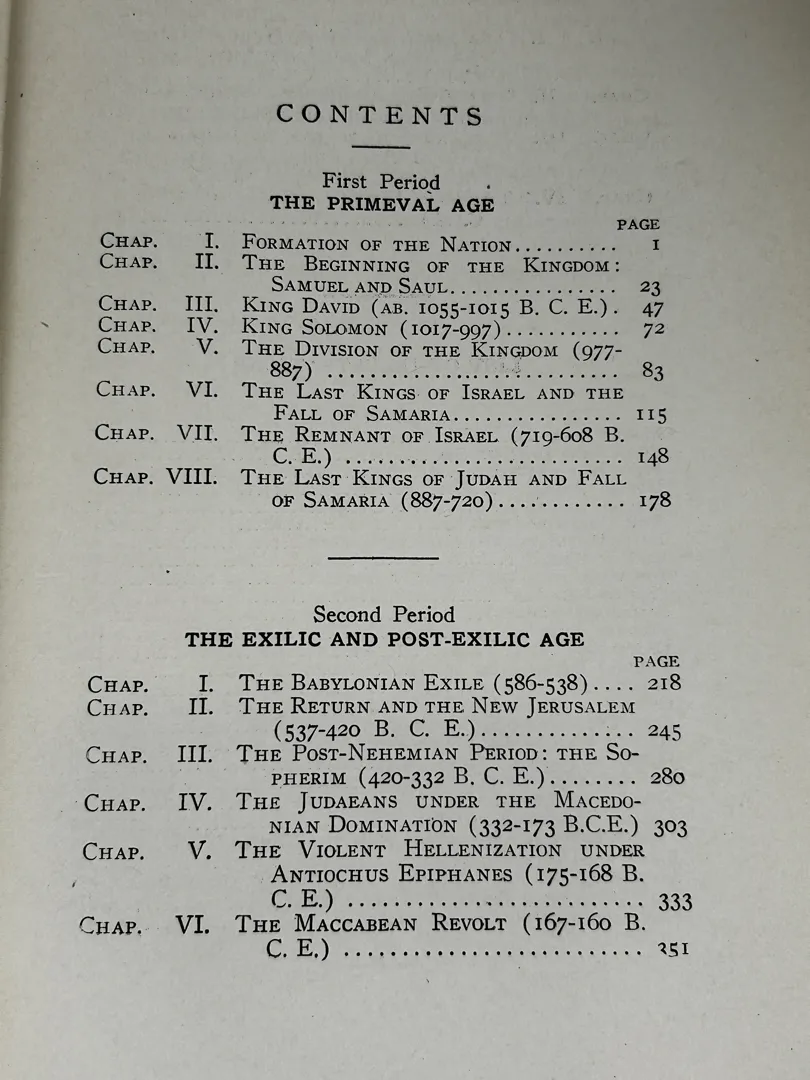 CONTENTS
First Period
THE PRIMEVAL AGE
PAGE
CHAP. I. FORMATION OF THE NATION.......... 1
CHAP. II. THE BEGINNING OF THE KINGDOM:
SAMUEL AND SAUL................ 23
CHAP. III. KING DAVID (AB. 1055-1015 B. C. E.). 47
CHAP. IV. KING SOLOMON (1017-997)........... 72
CHAP. V. THE DIVISION OF THE KINGDOM (977-
887) ............................ 83
CHAP. VI. THE LAST KINGS OF ISRAEL AND THE
FALL OF SAMARIA................ 115
CHAP. VII. THE REMNANT OF ISRAEL (719-608 B.
C. E.) .......................... 148
CHAP. VIII. THE LAST KINGS OF JUDAH AND FALL
OF SAMARIA (887-720)............ 178
Second Period
THE EXILIC AND POST-EXILIC AGE
PAGE
CHAP. I. THE BABYLONIAN EXILE (586-538).... 218
CHAP. II. THE RETURN AND THE NEW JERUSALEM
(537-420 B. C. E.).............. 245
CHAP. III. THE POST-NEHEMIAN PERIOD: THE SO-
PHERIM (420-332 B. C. E.)........ 280
CHAP. IV. THE JUDAEANS UNDER THE MACEDO-
NIAN DOMINATION (332-173 B.C.E.) 303
CHAP. V. THE VIOLENT HELLENIZATION UNDER
ANTIOCHUS EPIPHANES (175-168 B.
C. E.) .......................... 333
CHAP. VI. THE MACCABEAN REVOLT (167-160 B.
C. E.) .......................... 351